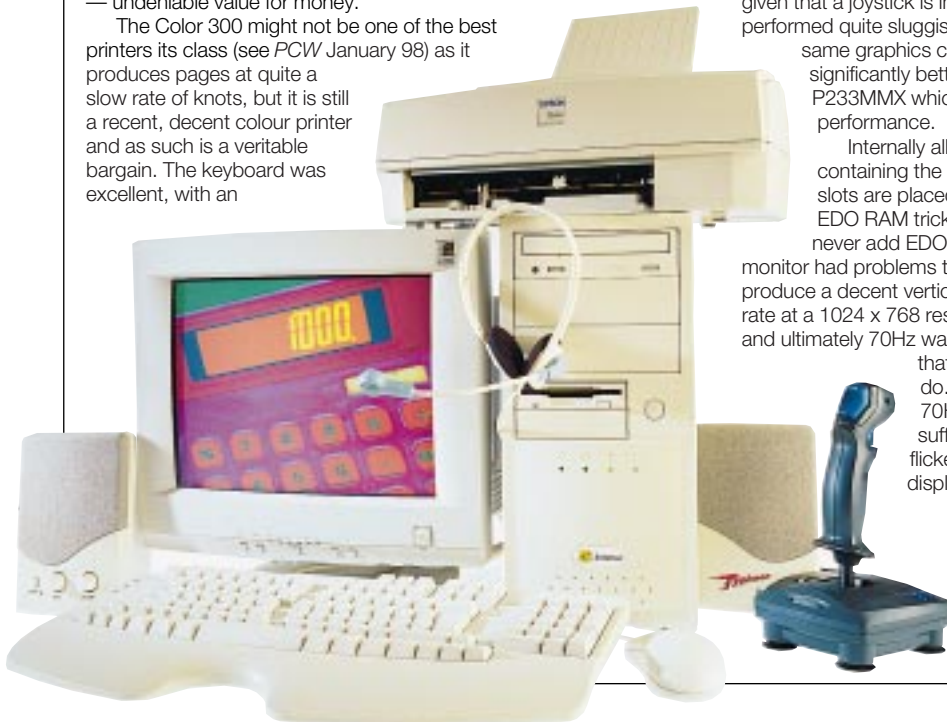 — undeniable value for money.
The Color 300 might not be one of the best
printers its class (see PCW January 98) as it
produces pages at quite a
slow rate of knots, but it is still
a recent, decent colour printer
and as such is a veritable
bargain. The keyboard was
excellent, with an
EPSON
1000.
given that a joystick is in
performed quite sluggis
same graphics c
significantly bett
P233MMX whic
performance.
Internally all
containing the
slots are placed
EDO RAM trick
never add EDO
monitor had problems t
produce a decent vertic
rate at a 1024 x 768 res
and ultimately 70Hz wa
that
do.
70H
suff
flicke
displ